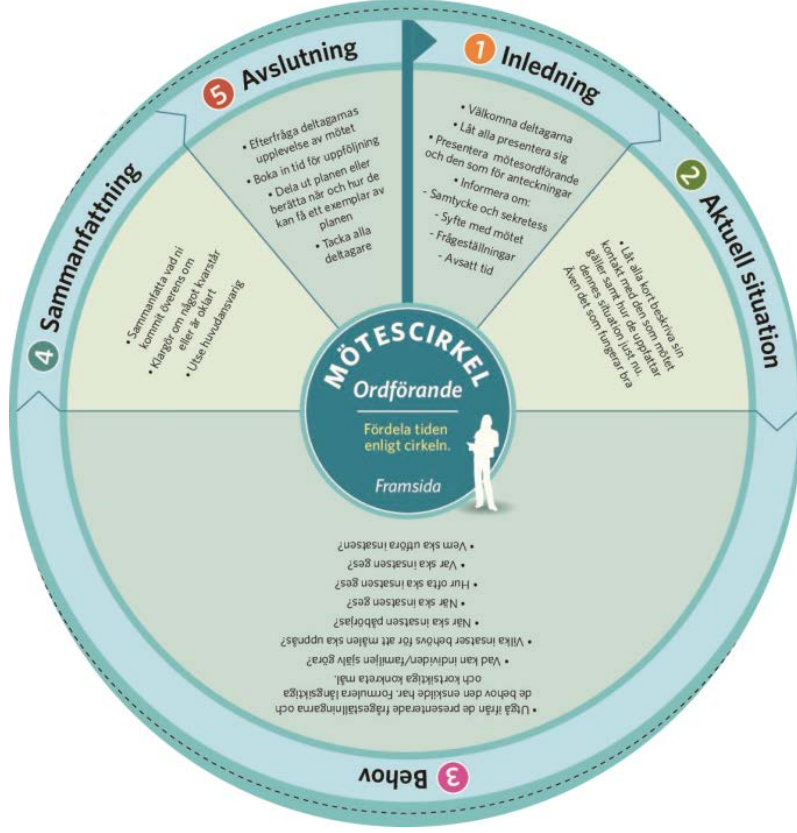 MÖTESCIRKEL
Ordförande
Fördela tiden
enligt cirkeln.
Framsida
1 Inledning
• Välkomna deltagarna
• Låt alla presentera sig
• Presentera mötesordförande
och den som för anteckningar
• Informera om:
- Samtycke och sekretess
- Syfte med mötet
- Frågeställningar
- Avsatt tid
2 Aktuell situation
• Låt alla kort beskriva sin
kontakt med den som mötet
gäller samt hur de uppfattar
dennes situation just nu.
Även det som fungerar bra
3 Behov
• Utgå ifrån de presenterade frågeställningarna och
de behov den enskilde har. Formulera långsiktiga
och kortsiktiga konkreta mål.
• Vad kan individen/familjen själv göra?
• Vilka insatser behövs för att målen ska uppnås?
• När ska insatsen påbörjas?
• När ska insatsen ges?
• Hur ofta ska insatsen ges?
• Var ska insatsen ges?
• Vem ska utföra insatsen?
4 Sammanfattning
• Sammanfatta vad ni
kommit överens om
• Klargör om något kvarstår
eller är oklart
• Utse huvudansvarig
5 Avslutning
• Efterfråga deltagarnas
upplevelse av mötet
• Boka in tid för uppföljning
• Dela ut planen eller
berätta när och hur de
kan få ett exemplar av
planen
• Tacka alla
deltagare